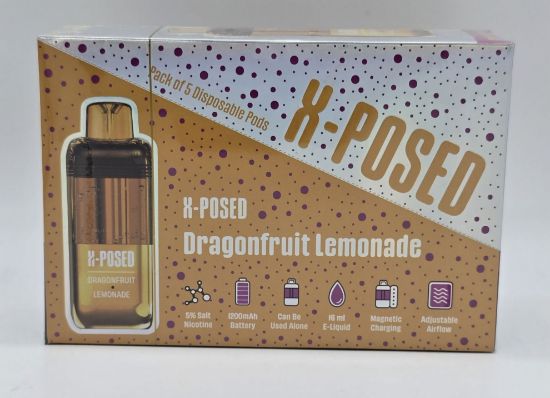 Pack of 5 Disposable Pods
X-POSED
X-POSED
Dragonfruit Lemonade
X-POSED
DRAGONFRUIT
LEMONADE
5% Salt
Nicotine
1200mAh
Battery
Can Be
Used Alone
16 ml
E-Liquid
Magnetic
Charging
Adjustable
Airflow